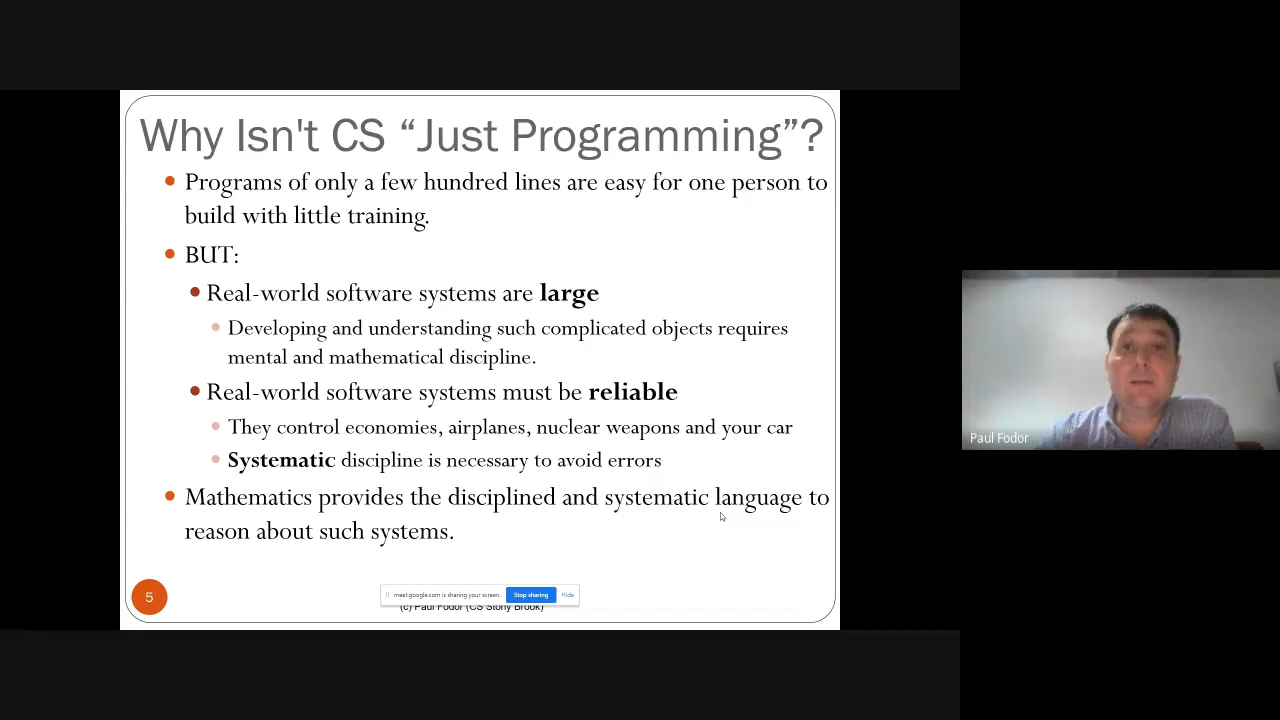 Why Isn't CS “Just Programming”?
Programs of only a few hundred lines are easy for one person to
build with little training.
BUT:
Real-world software systems are large
Developing and understanding such complicated objects requires
mental and mathematical discipline.
Real-world software systems must be reliable
They control economies, airplanes, nuclear weapons and your car
Systematic discipline is necessary to avoid errors
Mathematics provides the disciplined and systematic language to
reason about such systems.
5
meet.google.com is sharing your screen. Stop sharing Hide
(c) Paul Fodor (CS Stony Brook)
Paul Fodor